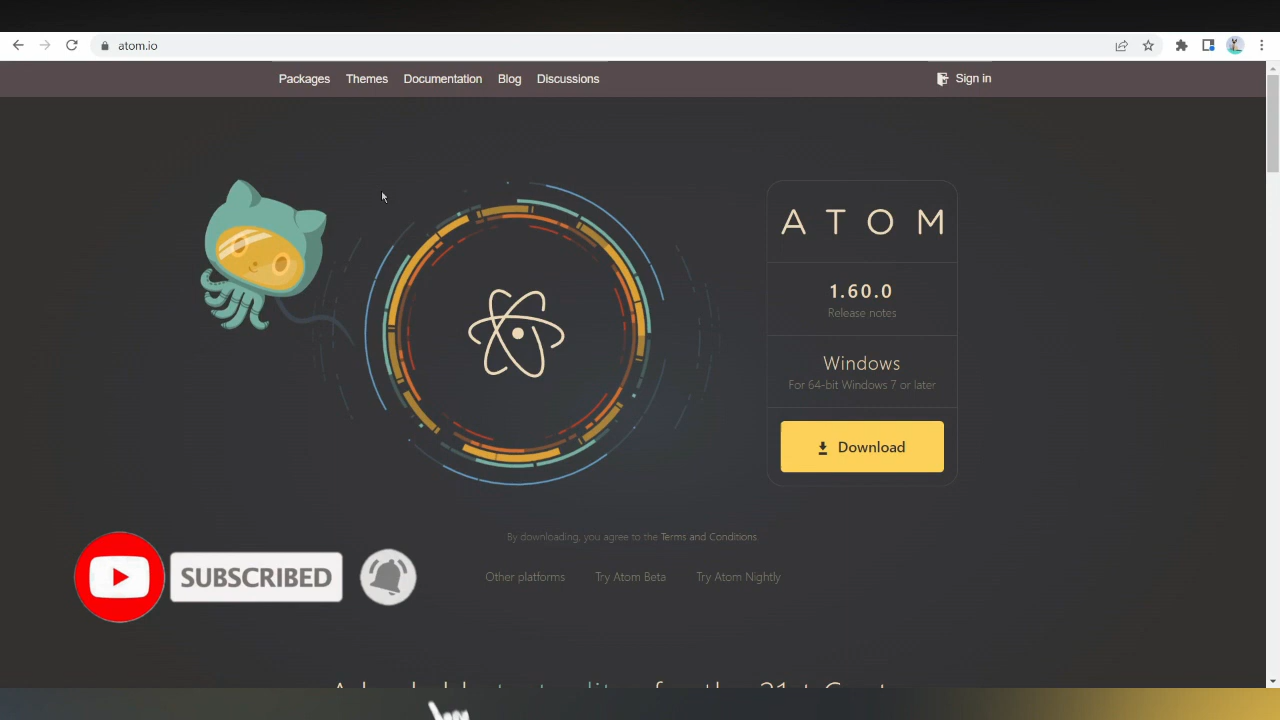 atom.io
Packages Themes Documentation Blog Discussions Sign in
ATOM
1.60.0
Release notes
Windows
For 64-bit Windows 7 or later
Download
By downloading, you agree to the Terms and Conditions
SUBSCRIBED
Other platforms Try Atom Beta Try Atom Nightly